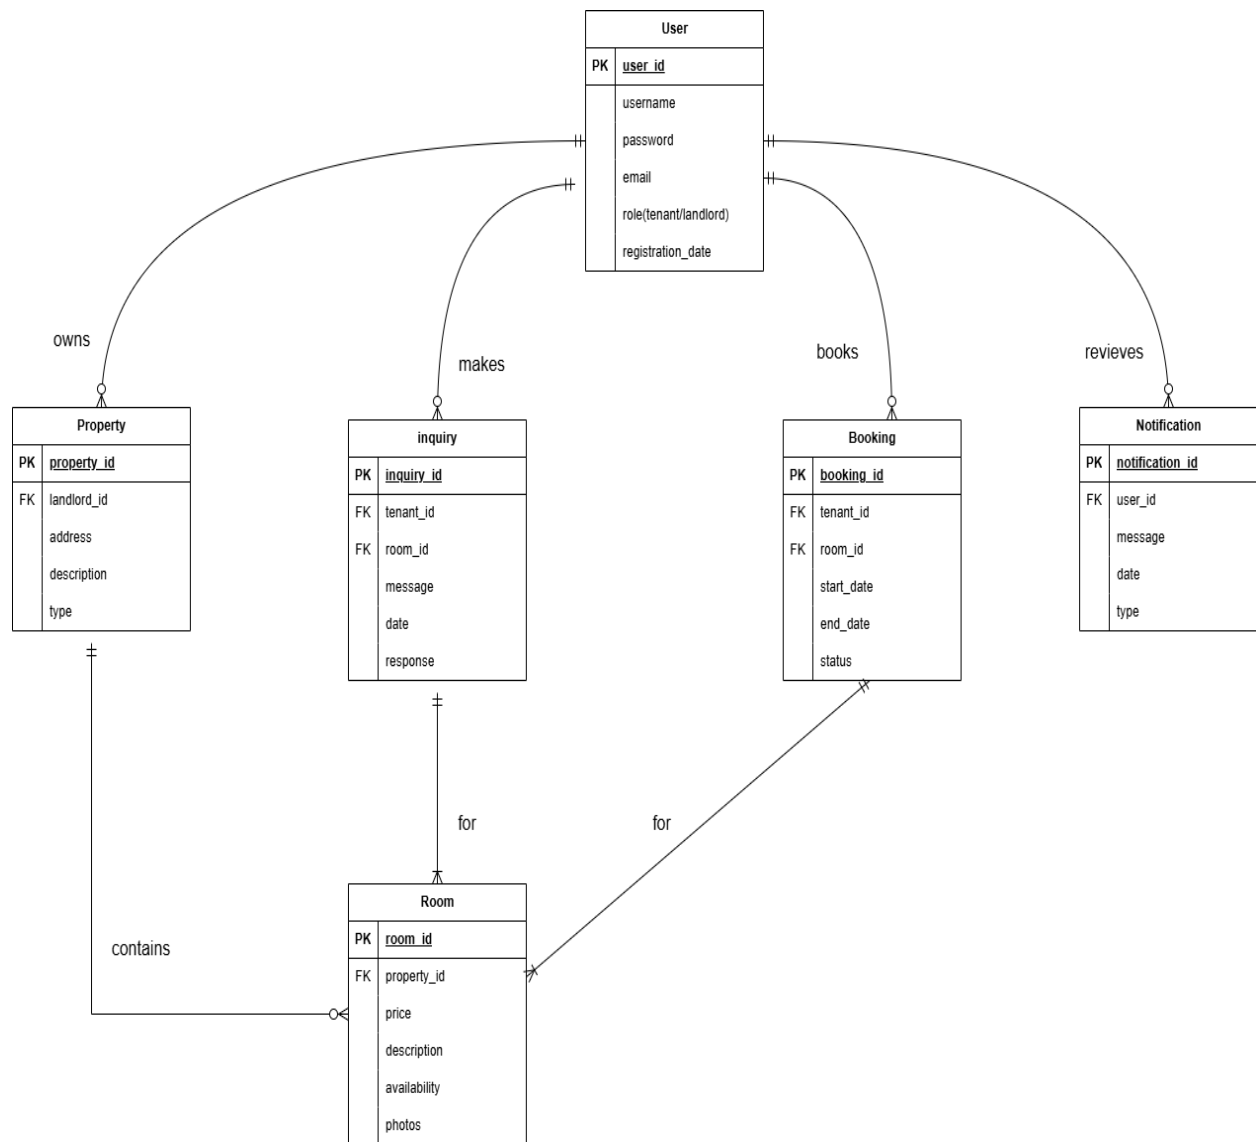 User
PK user_id
username
password
email
role(tenant/landlord)
registration_date
owns
makes
books
revieves
Property
PK property_id
FK landlord_id
address
description
type
inquiry
PK inquiry_id
FK tenant_id
FK room_id
message
date
response
Booking
PK booking_id
FK tenant_id
FK room_id
start_date
end_date
status
Notification
PK notification_id
FK user_id
message
date
type
for
for
contains
Room
PK room_id
FK property_id
price
description
availability
photos